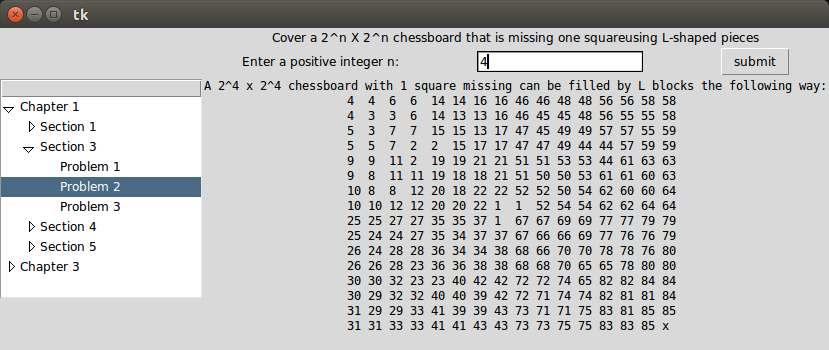 tk
Cover a 2^n X 2^n chessboard that is missing one squareusing L-shaped pieces
Enter a positive integer n: 4 submit
Chapter 1
Section 1
Section 3
Problem 1
Problem 2
Problem 3
Section 4
Section 5
Chapter 3
A 2^4 x 2^4 chessboard with 1 square missing can be filled by L blocks the following way:
4 4 6 6 14 14 16 16 46 46 48 48 56 56 58 58
4 3 3 6 14 13 13 16 46 45 45 48 56 55 55 58
5 3 7 7 15 15 13 17 47 45 49 49 57 57 55 59
5 5 7 2 2 15 17 17 47 47 49 44 44 57 59 59
9 9 11 2 19 19 21 21 51 51 53 53 44 61 63 63
9 8 11 11 19 18 18 21 51 50 50 53 61 61 60 63
10 8 8 12 20 18 22 22 52 52 50 54 62 60 60 64
10 10 12 12 20 20 22 1 1 52 54 54 62 62 64 64
25 25 27 27 35 35 37 1 67 67 69 69 77 77 79 79
25 24 24 27 35 34 37 37 67 66 66 69 77 76 76 79
26 24 28 28 36 34 34 38 68 66 70 70 78 78 76 80
26 26 28 23 36 36 38 38 68 68 70 65 65 78 80 80
30 30 32 23 23 40 42 42 72 72 74 65 82 82 84 84
30 29 32 32 40 40 39 42 72 71 74 74 82 81 81 84
31 29 29 33 41 39 39 43 73 71 71 75 83 83 81 85 85
31 31 33 33 41 41 43 43 73 73 75 75 83 83 85 x